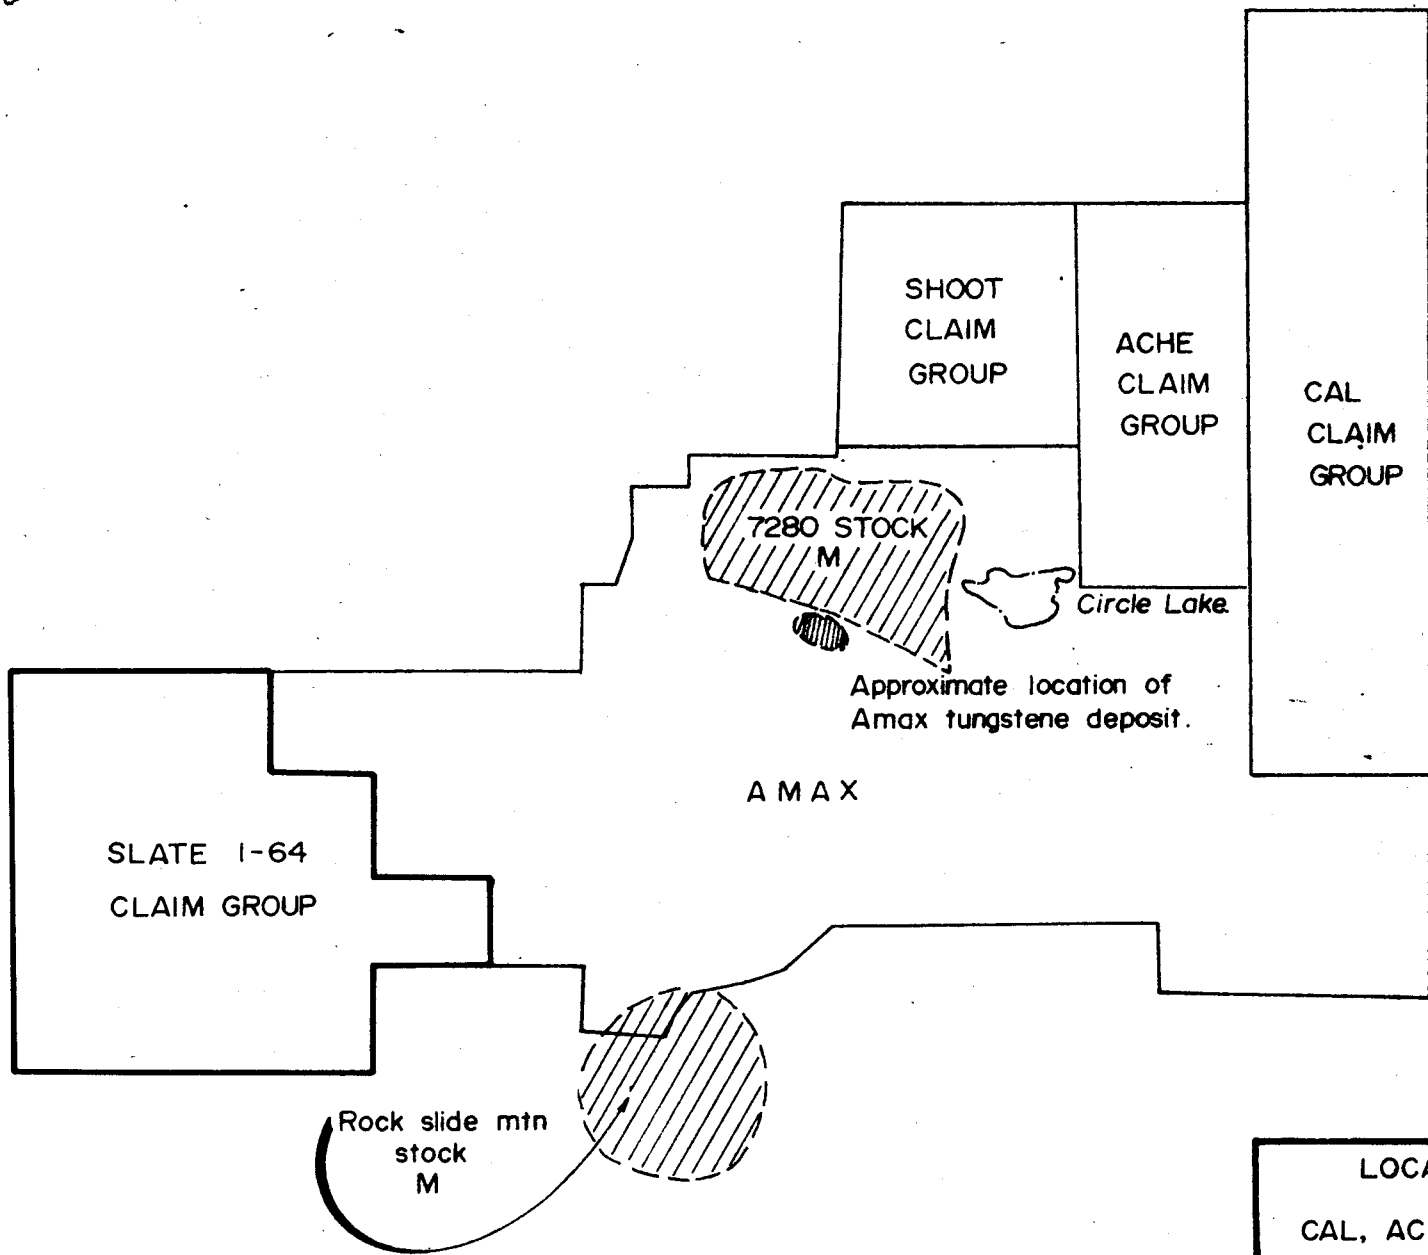 SHOOT
CLAIM
GROUP
ACHE
CLAIM
GROUP
CAL
CLAIM
GROUP
7280 STOCK
M
Circle Lake
Approximate location of
Amax tungstene deposit.
AMAX
SLATE 1-64
CLAIM GROUP
Rock slide mtn
stock
M
LOCA
CAL, AC